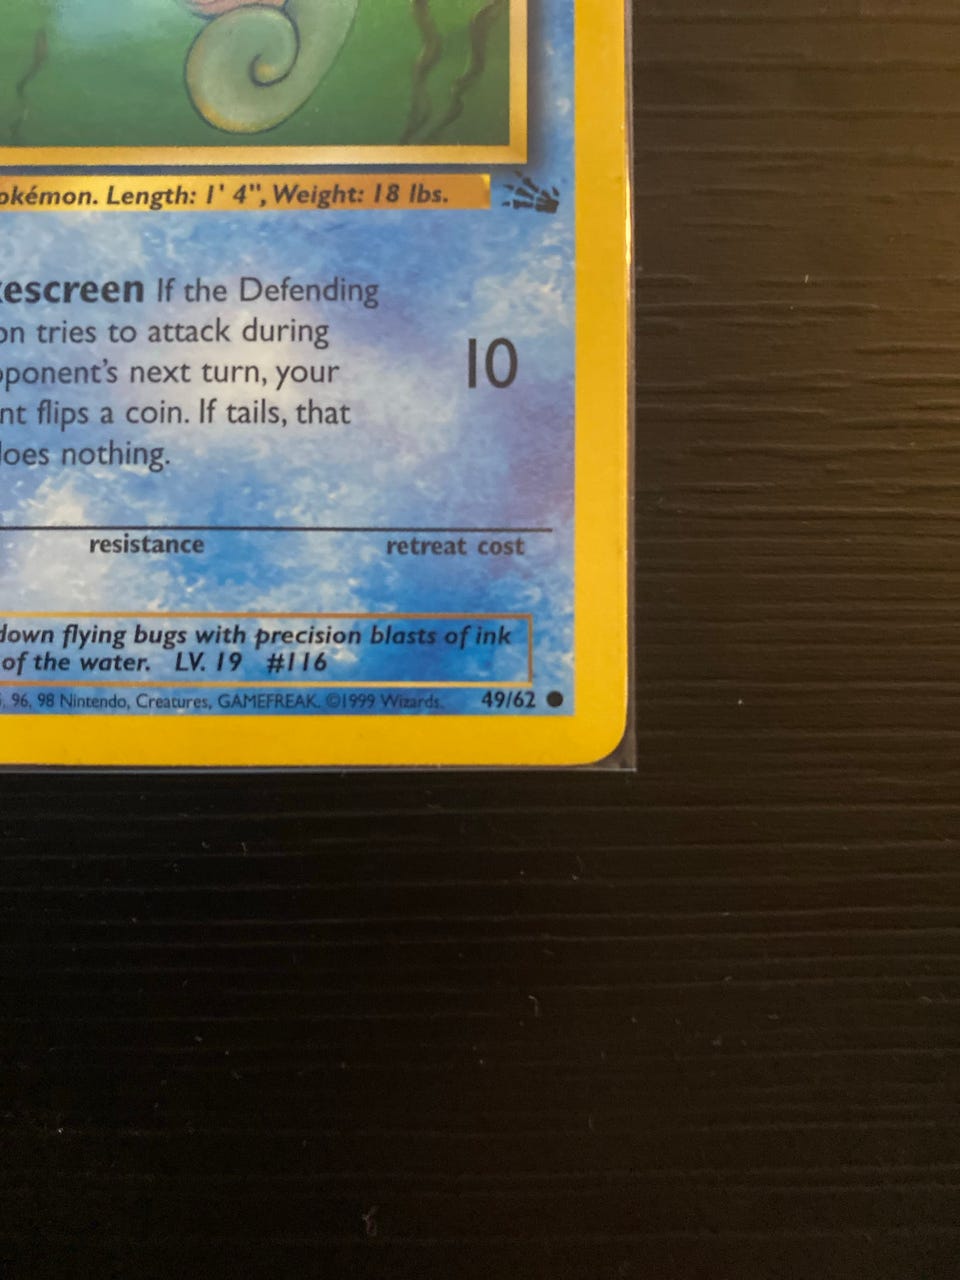 okémon. Length: 1' 4", Weight: 18 lbs.
kescreen If the Defending
on tries to attack during
pponent's next turn, your
10
nt flips a coin. If tails, that
does nothing.
resistance retreat cost
down flying bugs with precision blasts of ink
of the water. LV. 19 #116
, 96, 98 Nintendo, Creatures, GAMEFREAK. ©1999 Wizards. 49/62